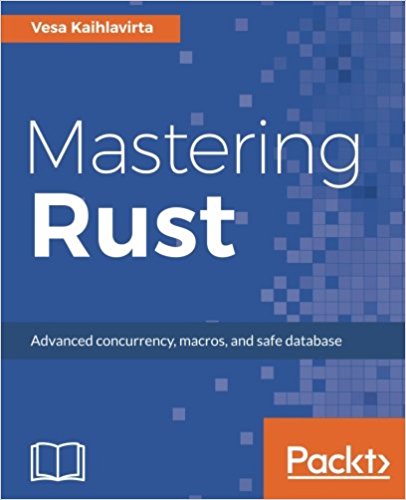 Vesa Kaihlavirta
Mastering
Rust
Advanced concurrency, macros, and safe database
Packt>